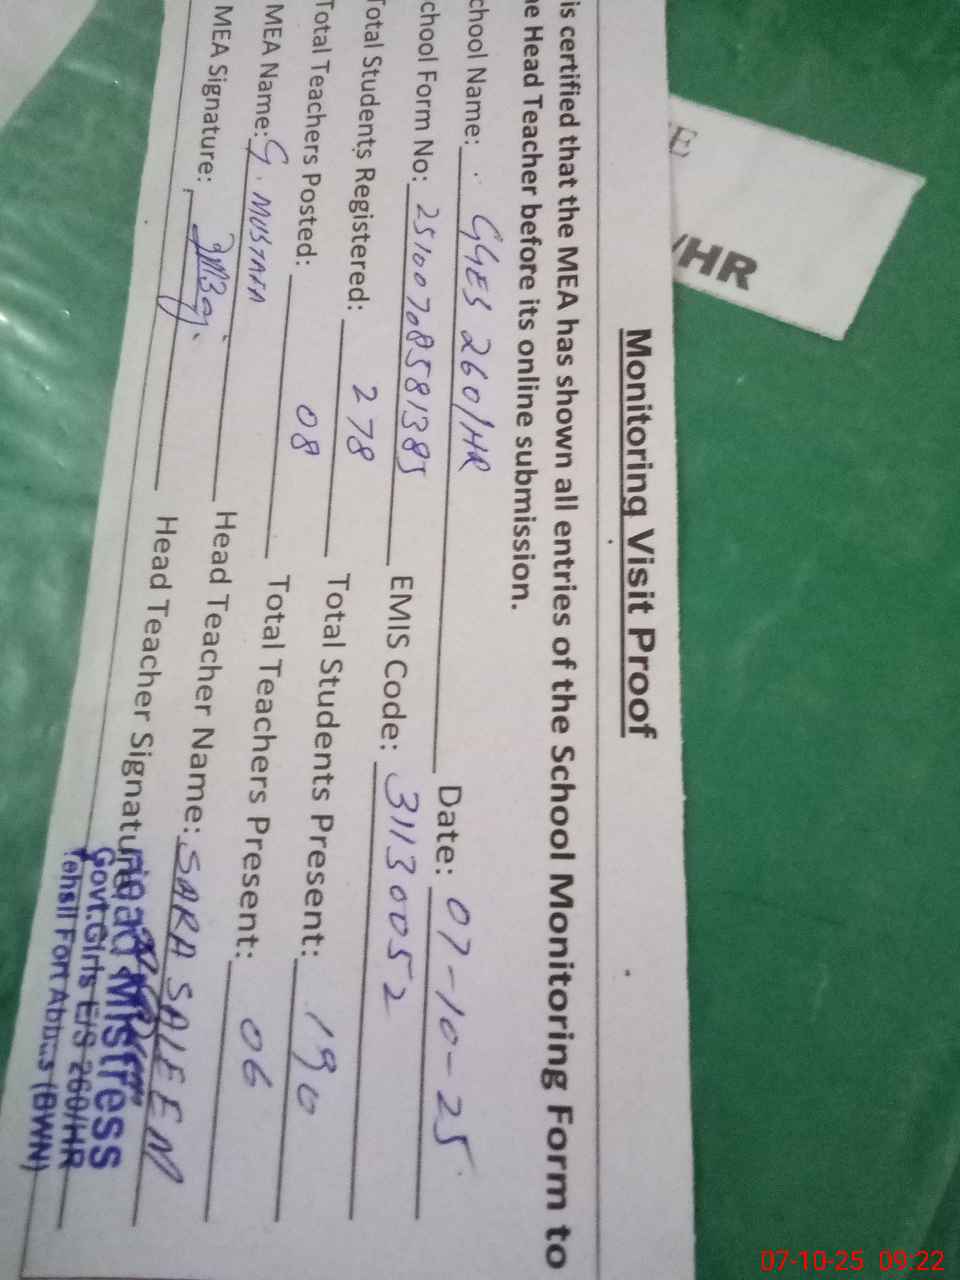 E
/HR
Monitoring Visit Proof
is certified that the MEA has shown all entries of the School Monitoring Form to
e Head Teacher before its online submission.
chool Name: GGES 260/HR Date: 07-10-25
chool Form No: 25100708581385 EMIS Code: 31130052
Total Students Registered: 278 Total Students Present: 190
Total Teachers Posted: 08 Total Teachers Present: 06
MEA Name: G. MUSTAFA Head Teacher Name: SARA SALEEM
MEA Signature: Head Teacher Signature
Head Mistress
Govt.Girls E/S 260/HR
Tehsil Fort Abbas (BWN)
07-10-25 09:22